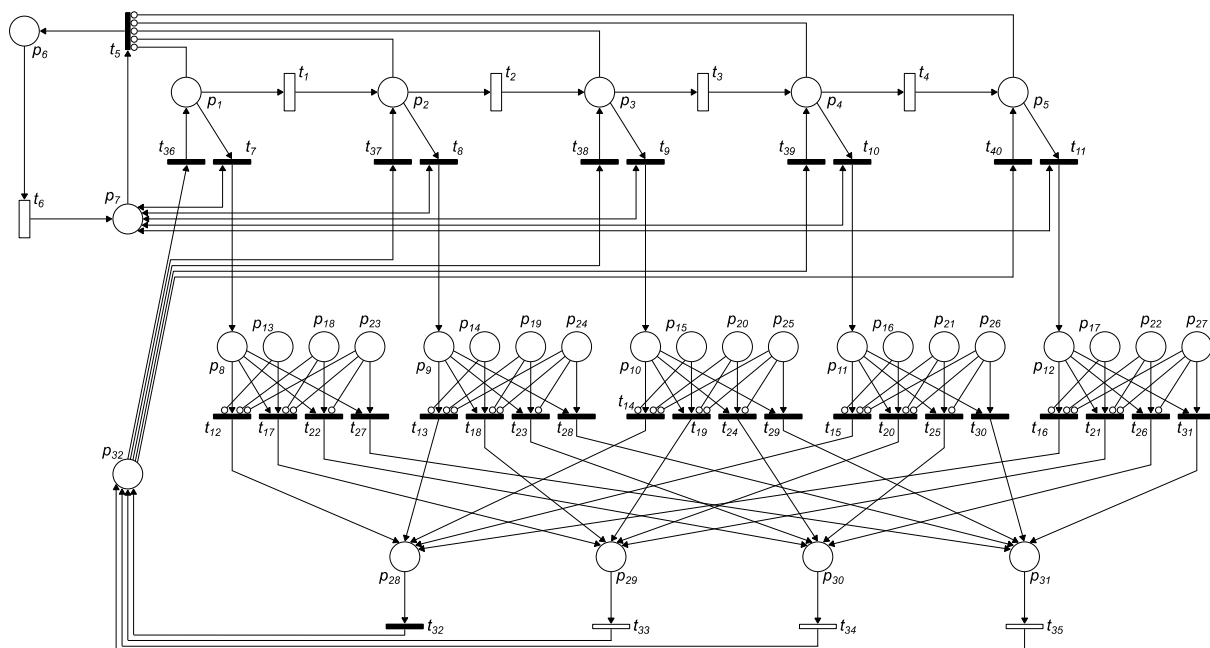 p6 t5
t1 t2 t3 t4
p1 p2 p3 p4 p5
t36 t7 t37 t8 t38 t9 t39 t10 t40 t11
t6 p7
p13 p18 p23 p14 p19 p24 p15 p20 p25 p16 p21 p26 p17 p22 p27
p8 p9 p10 p11 p12
t14
t12 t17 t22 t27 t13 t18 t23 t28 t19 t24 t29 t15 t20 t25 t30 t16 t21 t26 t31
p32
p28 p29 p30 p31
t32 t33 t34 t35